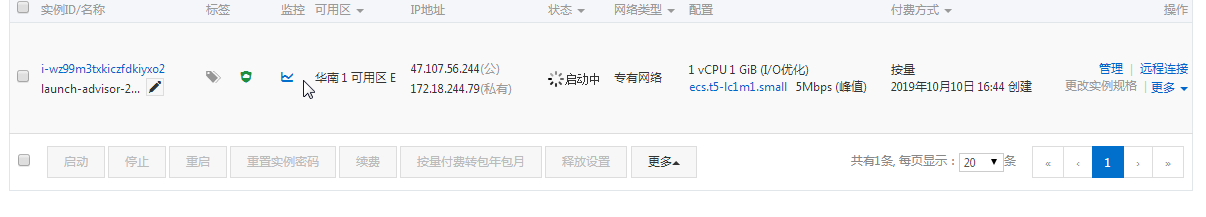 实例ID/名称 标签 监控 可用区 IP地址 状态 网络类型 配置 付费方式 操作
i-wz99m3txkiczfdkiyxo2
launch-advisor-2...
华南 1 可用区 E
47.107.56.244(公)
172.18.244.79(私有)
启动中
专有网络
1 vCPU 1 GiB (I/O优化)
ecs.t5-lc1m1.small 5Mbps (峰值)
按量
2019年10月10日 16:44 创建
管理 | 远程连接
更改实例规格 | 更多
启动 停止 重启 重置实例密码 续费 按量付费转包年包月 释放设置 更多 共有1条, 每页显示：20 条 « ‹ 1 › »